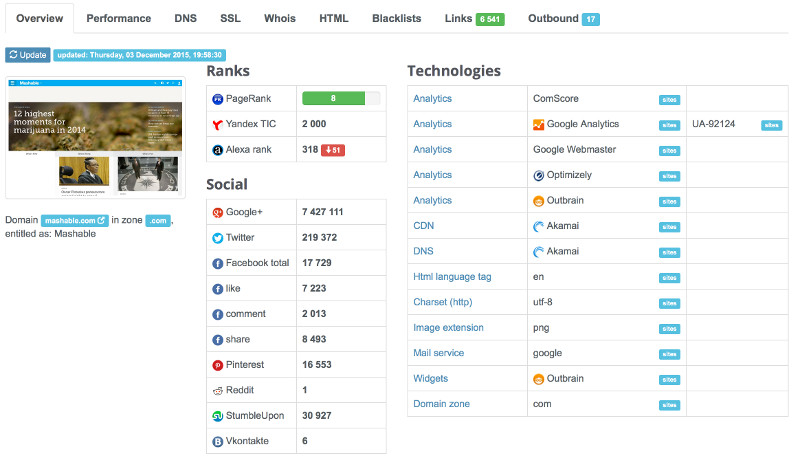 Overview Performance DNS SSL Whois HTML Blacklists Links 6 541 Outbound 17
Update updated: Thursday, 03 December 2015, 19:58:30
Mashable
12 highest
moments for
marijuana in 2014
Domain mashable.com in zone .com,
entitled as: Mashable
Ranks
PageRank 8
Yandex TIC 2 000
Alexa rank 318 51
Social
Google+ 7 427 111
Twitter 219 372
Facebook total 17 729
like 7 223
comment 2 013
share 8 493
Pinterest 16 553
Reddit 1
StumbleUpon 30 927
Vkontakte 6
Technologies
Analytics ComScore sites
Analytics Google Analytics sites UA-92124 sites
Analytics Google Webmaster sites
Analytics Optimizely sites
Analytics Outbrain sites
CDN Akamai sites
DNS Akamai sites
Html language tag en sites
Charset (http) utf-8 sites
Image extension png sites
Mail service google sites
Widgets Outbrain sites
Domain zone com sites